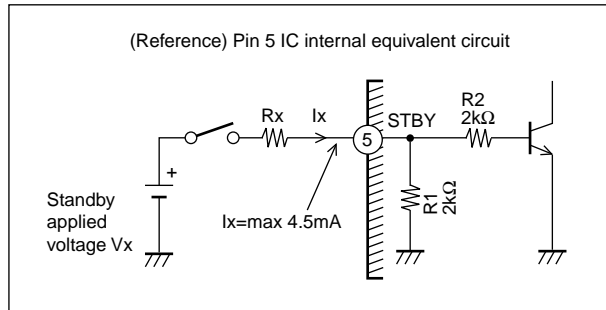 (Reference) Pin 5 IC internal equivalent circuit
Rx
Ix
5
STBY
R2
2kΩ
+
Standby
applied
voltage Vx
Ix=max 4.5mA
R1
2kΩ